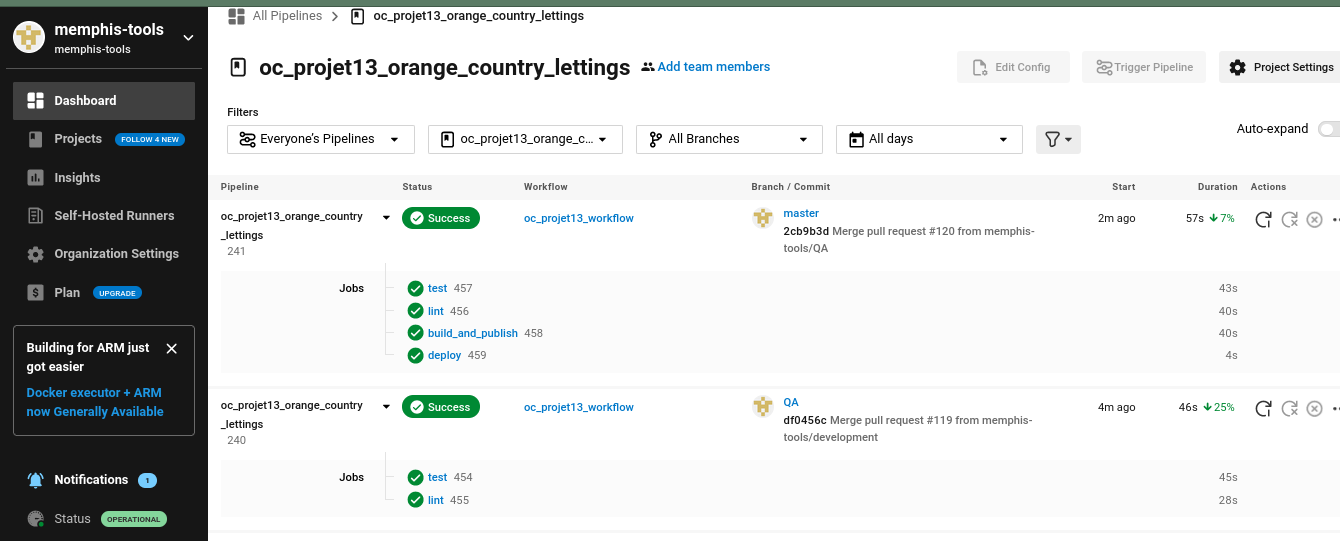 memphis-tools
memphis-tools
Dashboard
Projects FOLLOW 4 NEW
Insights
Self-Hosted Runners
Organization Settings
Plan UPGRADE
Building for ARM just
got easier
Docker executor + ARM
now Generally Available
Notifications 1
Status OPERATIONAL
All Pipelines oc_projet13_orange_country_lettings
oc_projet13_orange_country_lettings Add team members Edit Config Trigger Pipeline Project Settings
Filters
Everyone's Pipelines oc_projet13_orange_c... All Branches All days Auto-expand
Pipeline Status Workflow Branch / Commit Start Duration Actions
oc_projet13_orange_country
_lettings
241
Success oc_projet13_workflow
master
2cb9b3d Merge pull request #120 from memphis-
tools/QA
2m ago 57s 7%
Jobs
test 457 43s
lint 456 40s
build_and_publish 458 40s
deploy 459 4s
oc_projet13_orange_country
_lettings
240
Success oc_projet13_workflow
QA
df0456c Merge pull request #119 from memphis-
tools/development
4m ago 46s 25%
Jobs
test 454 45s
lint 455 28s